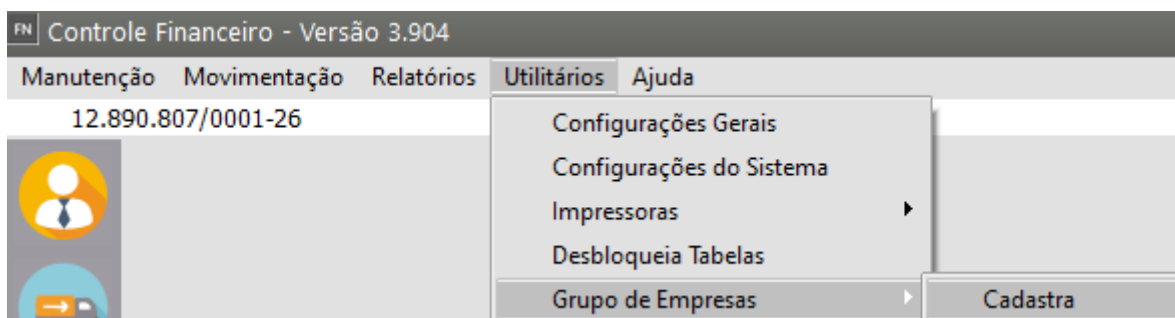 FN Controle Financeiro - Versão 3.904
Manutenção Movimentação Relatórios Utilitários Ajuda
12.890.807/0001-26
Configurações Gerais
Configurações do Sistema
Impressoras
Desbloqueia Tabelas
Grupo de Empresas Cadastra